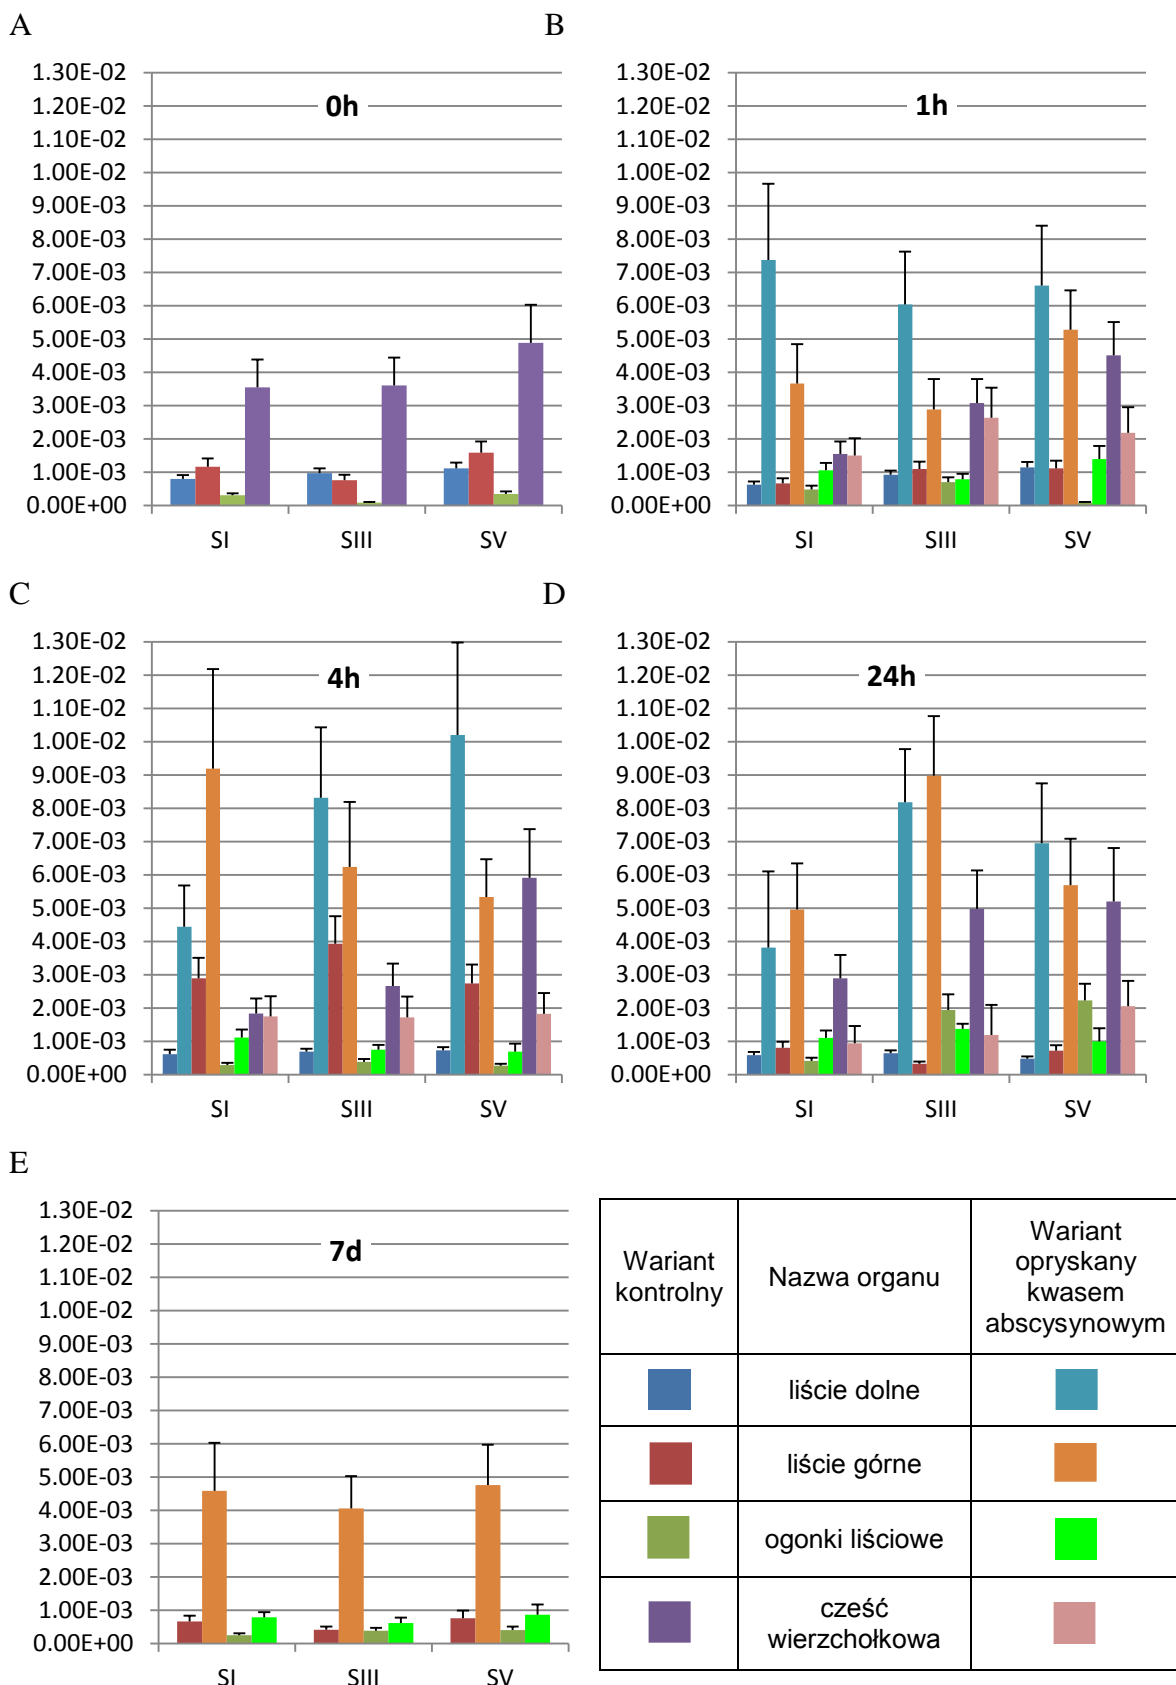 A
1.30E-02
1.20E-02
1.10E-02
1.00E-02
9.00E-03
8.00E-03
7.00E-03
6.00E-03
5.00E-03
4.00E-03
3.00E-03
2.00E-03
1.00E-03
0.00E+00
0h
SI SIII SV
B
1.30E-02
1.20E-02
1.10E-02
1.00E-02
9.00E-03
8.00E-03
7.00E-03
6.00E-03
5.00E-03
4.00E-03
3.00E-03
2.00E-03
1.00E-03
0.00E+00
1h
SI SIII SV
C
1.30E-02
1.20E-02
1.10E-02
1.00E-02
9.00E-03
8.00E-03
7.00E-03
6.00E-03
5.00E-03
4.00E-03
3.00E-03
2.00E-03
1.00E-03
0.00E+00
4h
SI SIII SV
D
1.30E-02
1.20E-02
1.10E-02
1.00E-02
9.00E-03
8.00E-03
7.00E-03
6.00E-03
5.00E-03
4.00E-03
3.00E-03
2.00E-03
1.00E-03
0.00E+00
24h
SI SIII SV
E
1.30E-02
1.20E-02
1.10E-02
1.00E-02
9.00E-03
8.00E-03
7.00E-03
6.00E-03
5.00E-03
4.00E-03
3.00E-03
2.00E-03
1.00E-03
0.00E+00
7d
SI SIII SV
Wariant
kontrolny
Nazwa organu
Wariant
opryskany
kwasem
abscysynowym
liście dolne
liście górne
ogonki liściowe
cześć
wierzchołkowa